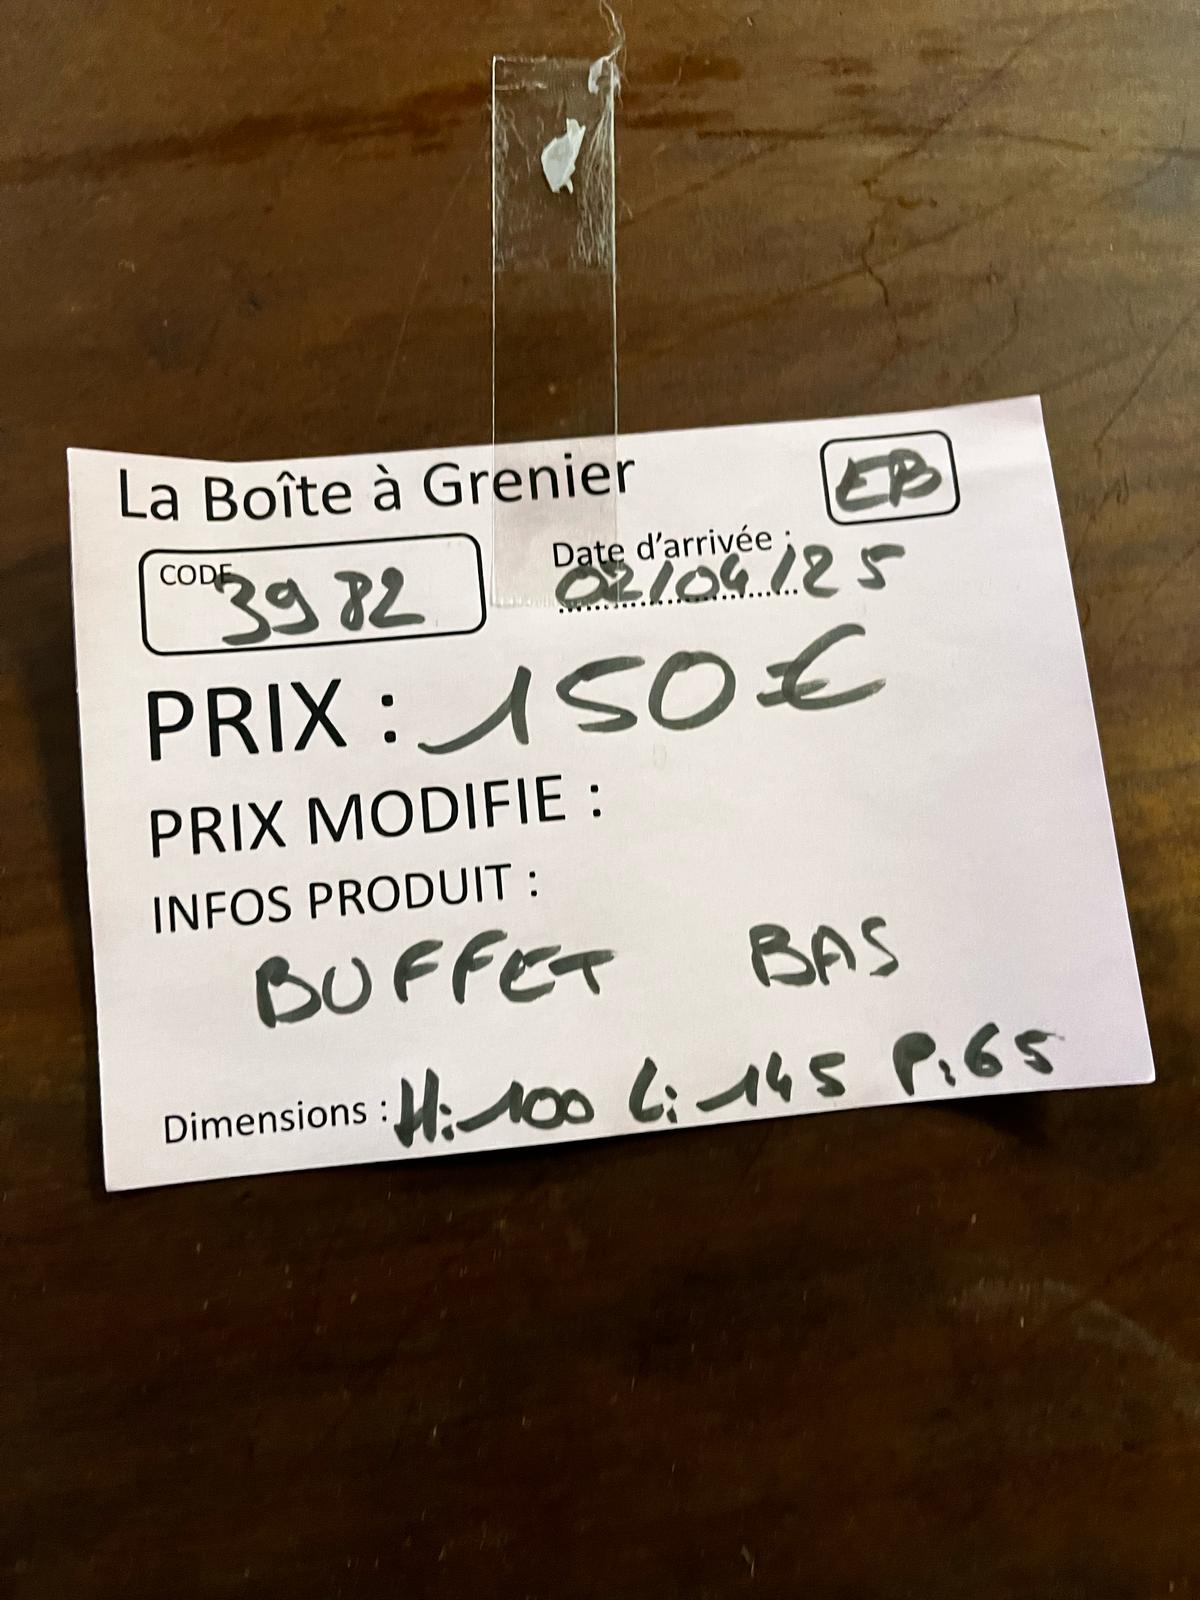 La Boîte à Grenier
EB
CODE 3982
Date d'arrivée : 02/04/25
PRIX : 150€
PRIX MODIFIE :
INFOS PRODUIT :
BUFFET BAS
Dimensions : H:100 L:145 P:65